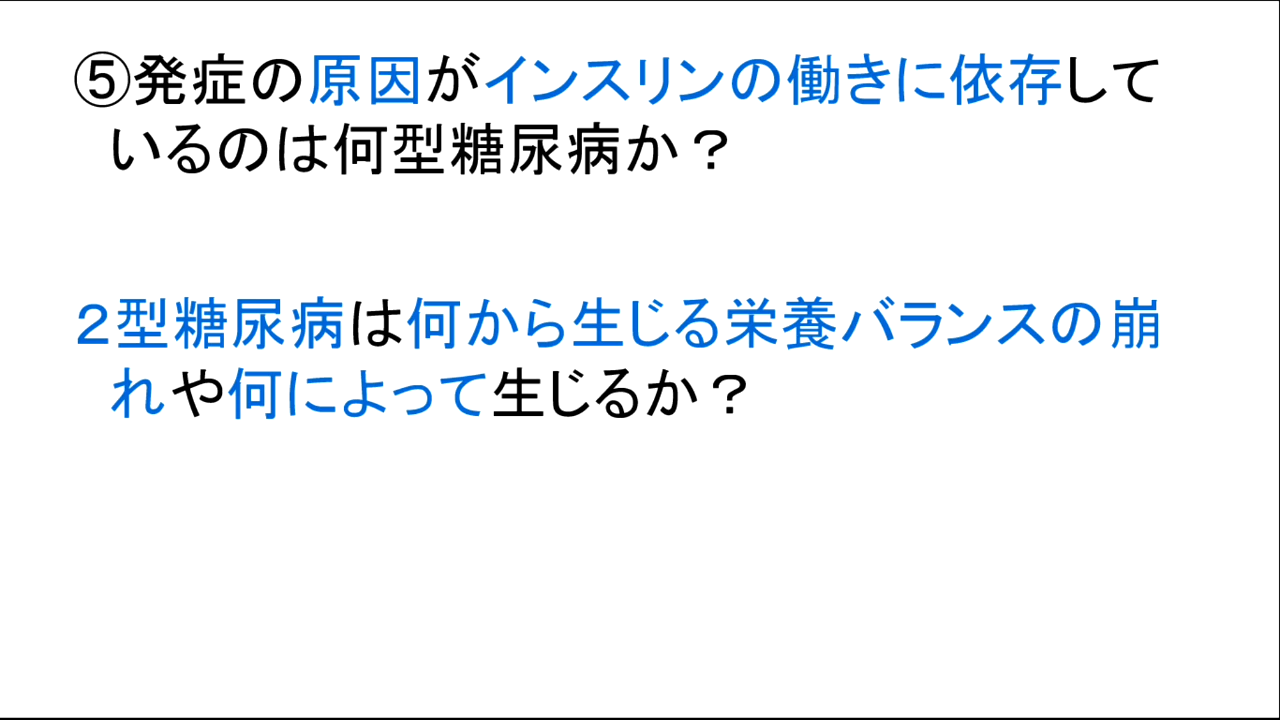 ⑤発症の原因がインスリンの働きに依存して
いるのは何型糖尿病か？
２型糖尿病は何から生じる栄養バランスの崩
れや何によって生じるか？